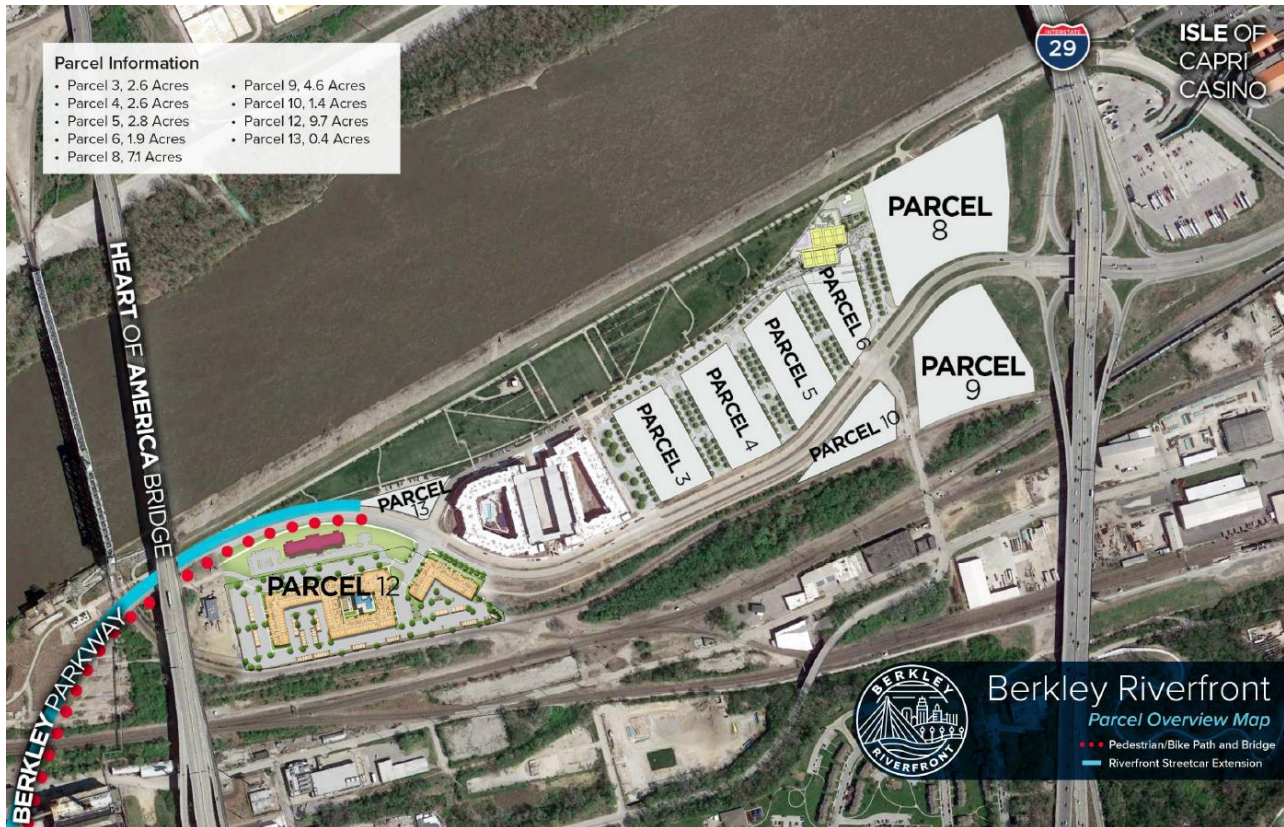 Parcel Information
• Parcel 3, 2.6 Acres
• Parcel 4, 2.6 Acres
• Parcel 5, 2.8 Acres
• Parcel 6, 1.9 Acres
• Parcel 8, 7.1 Acres
• Parcel 9, 4.6 Acres
• Parcel 10, 1.4 Acres
• Parcel 12, 9.7 Acres
• Parcel 13, 0.4 Acres
INTERSTATE
29
ISLE OF
CAPRI
CASINO
HEART OF AMERICA BRIDGE
PARCEL
8
PARCEL 6
PARCEL 5
PARCEL 4
PARCEL 3
PARCEL
9
PARCEL 10
PARCEL
13
PARCEL 12
BERKLEY PARKWAY
BERKLEY
RIVERFRONT
Berkley Riverfront
Parcel Overview Map
Pedestrian/Bike Path and Bridge
Riverfront Streetcar Extension